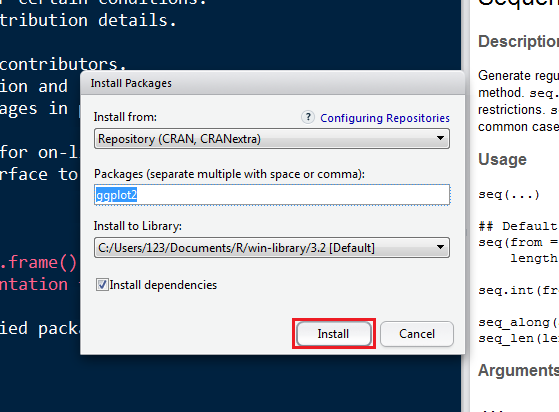 tribution details.
contributors.
ion and
ages in
for on-l
rface to
.frame()
ntation
ied pack
Install Packages
Install from:
? Configuring Repositories
Repository (CRAN, CRANextra)
Packages (separate multiple with space or comma):
ggplot2
Install to Library:
C:/Users/123/Documents/R/win-library/3.2 [Default]
Install dependencies
Install
Cancel
Description
Generate regu
method. seq.
restrictions. s
common case
Usage
seq(...)
## Default
seq(from =
length
seq.int(fr
seq_along(
seq_len(le
Arguments